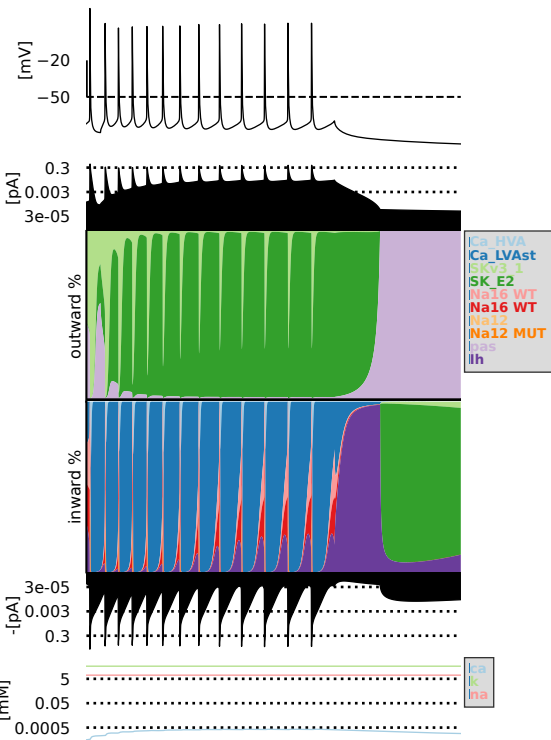 [mV]
−20
−50
[pA]
0.3
0.003
3e-05
outward %
Ca_HVA
Ca_LVAst
SKv3_1
SK_E2
Na16 WT
Na16 WT
Na12
Na12 MUT
pas
Ih
inward %
-[pA]
3e-05
0.003
0.3
[mM]
5
0.05
0.0005
ca
k
na